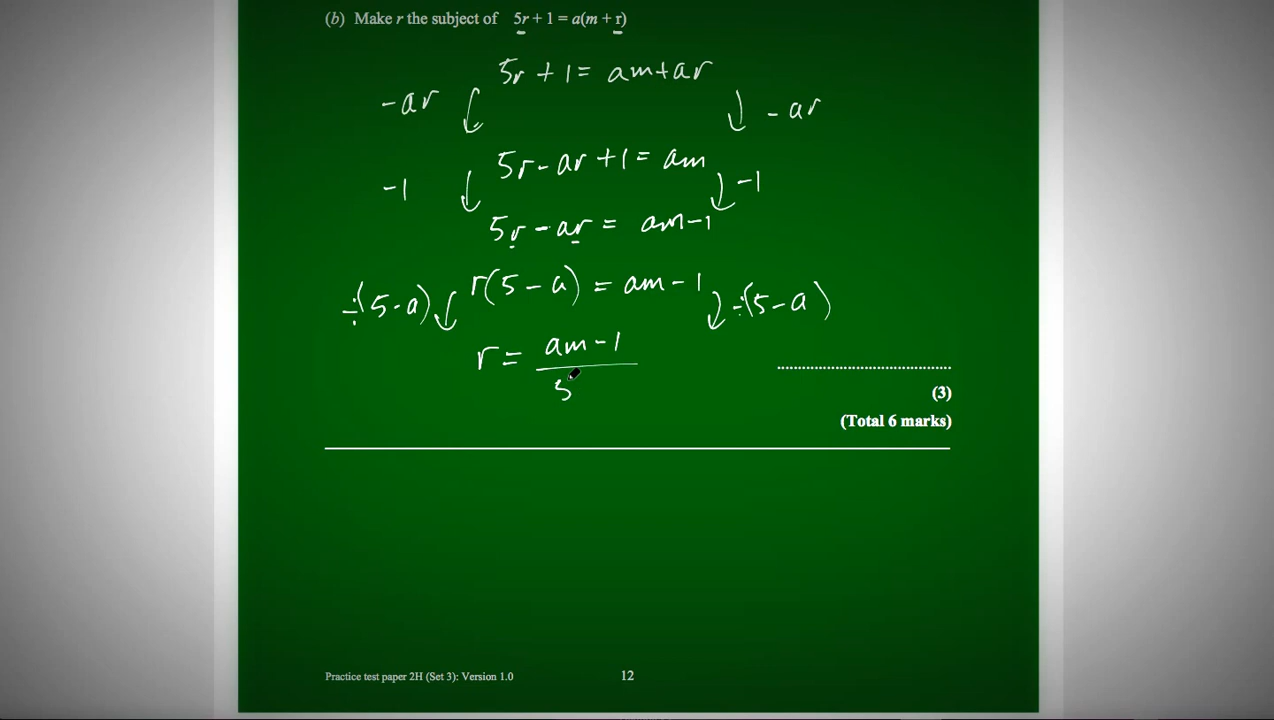 (b) Make r the subject of 5r + 1 = a(m + r)
5r + 1 = am + ar
-ar - ar
5r - ar + 1 = am
-1 -1
5r - ar = am - 1
r(5 - a) = am - 1
÷(5-a) ÷(5-a)
r = am - 1
5
(3)
(Total 6 marks)
Practice test paper 2H (Set 3): Version 1.0 12